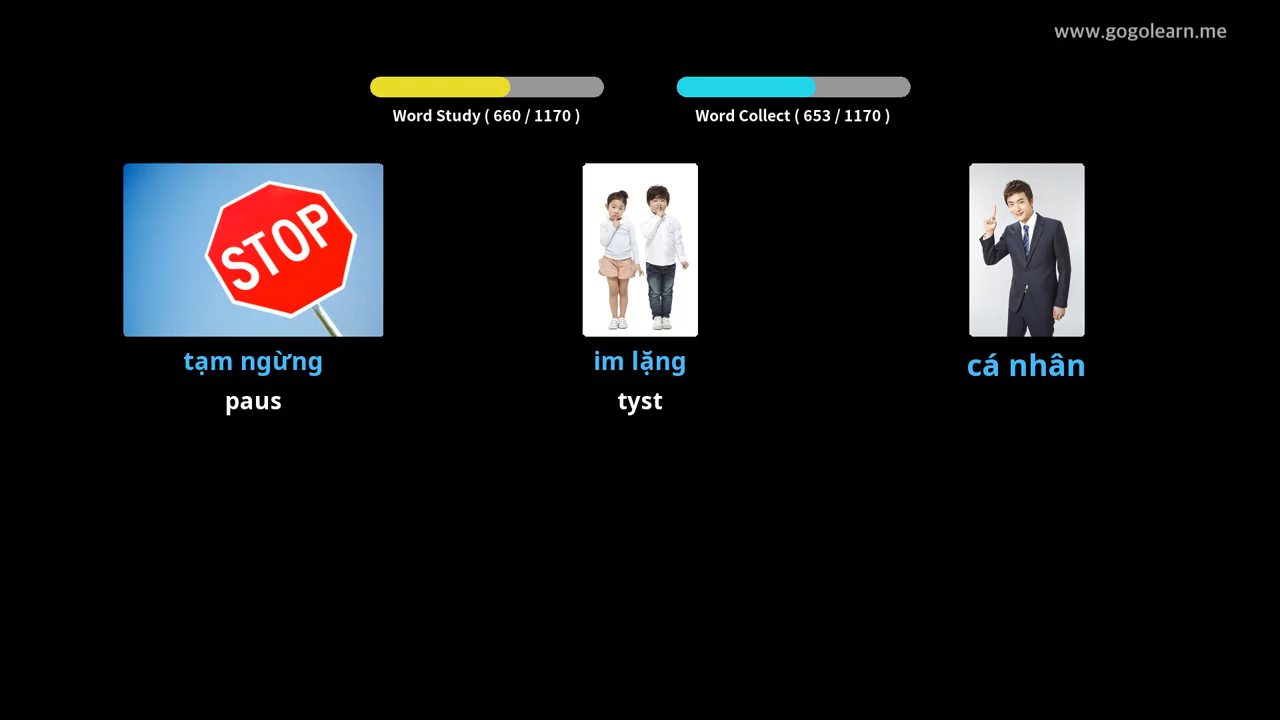 www.gogolearn.me
Word Study ( 660 / 1170 )
Word Collect ( 653 / 1170 )
STOP
tạm ngừng
paus
im lặng
tyst
cá nhân